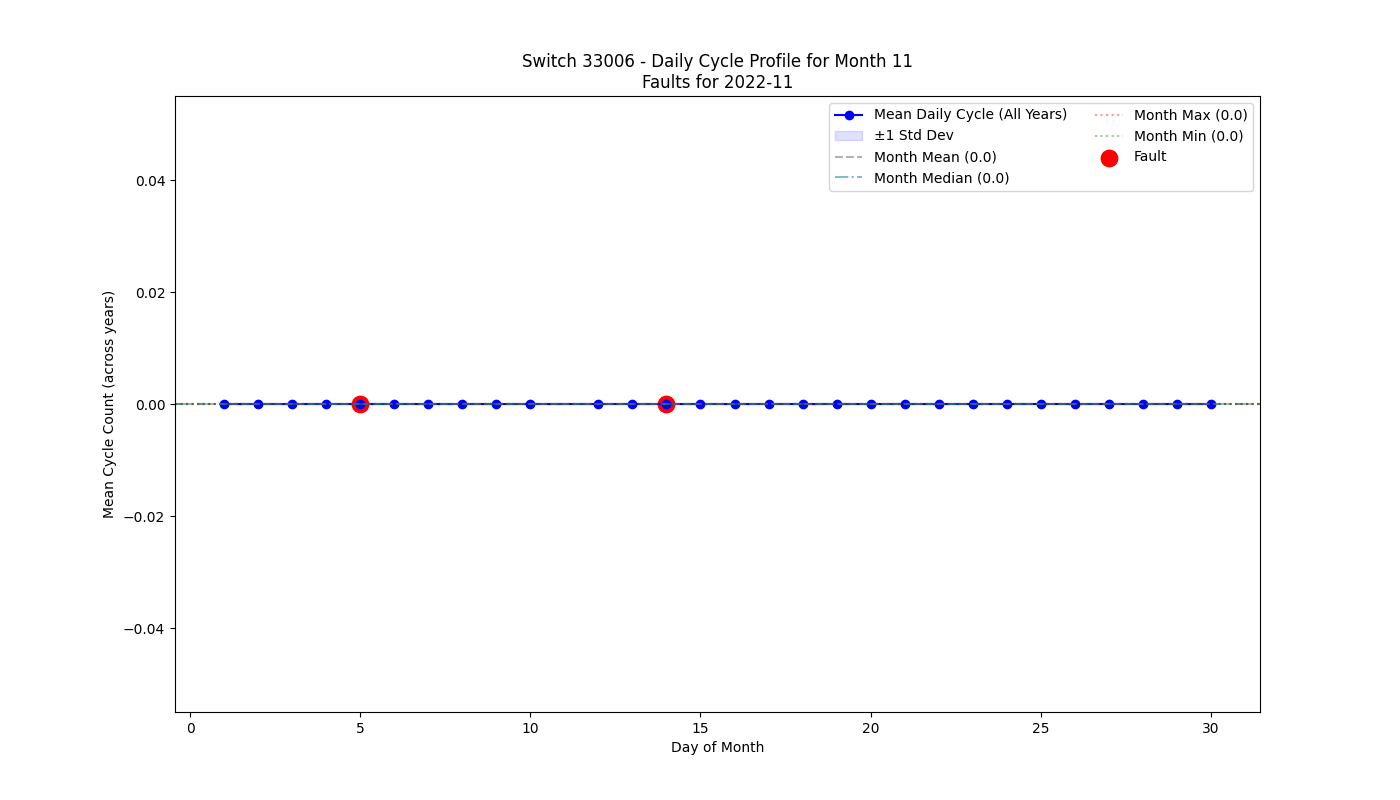 Switch 33006 - Daily Cycle Profile for Month 11
Faults for 2022-11
Mean Daily Cycle (All Years)
±1 Std Dev
Month Mean (0.0)
Month Median (0.0)
Month Max (0.0)
Month Min (0.0)
Fault
Mean Cycle Count (across years)
0.04
0.02
0.00
−0.02
−0.04
0
5
10
15
20
25
30
Day of Month